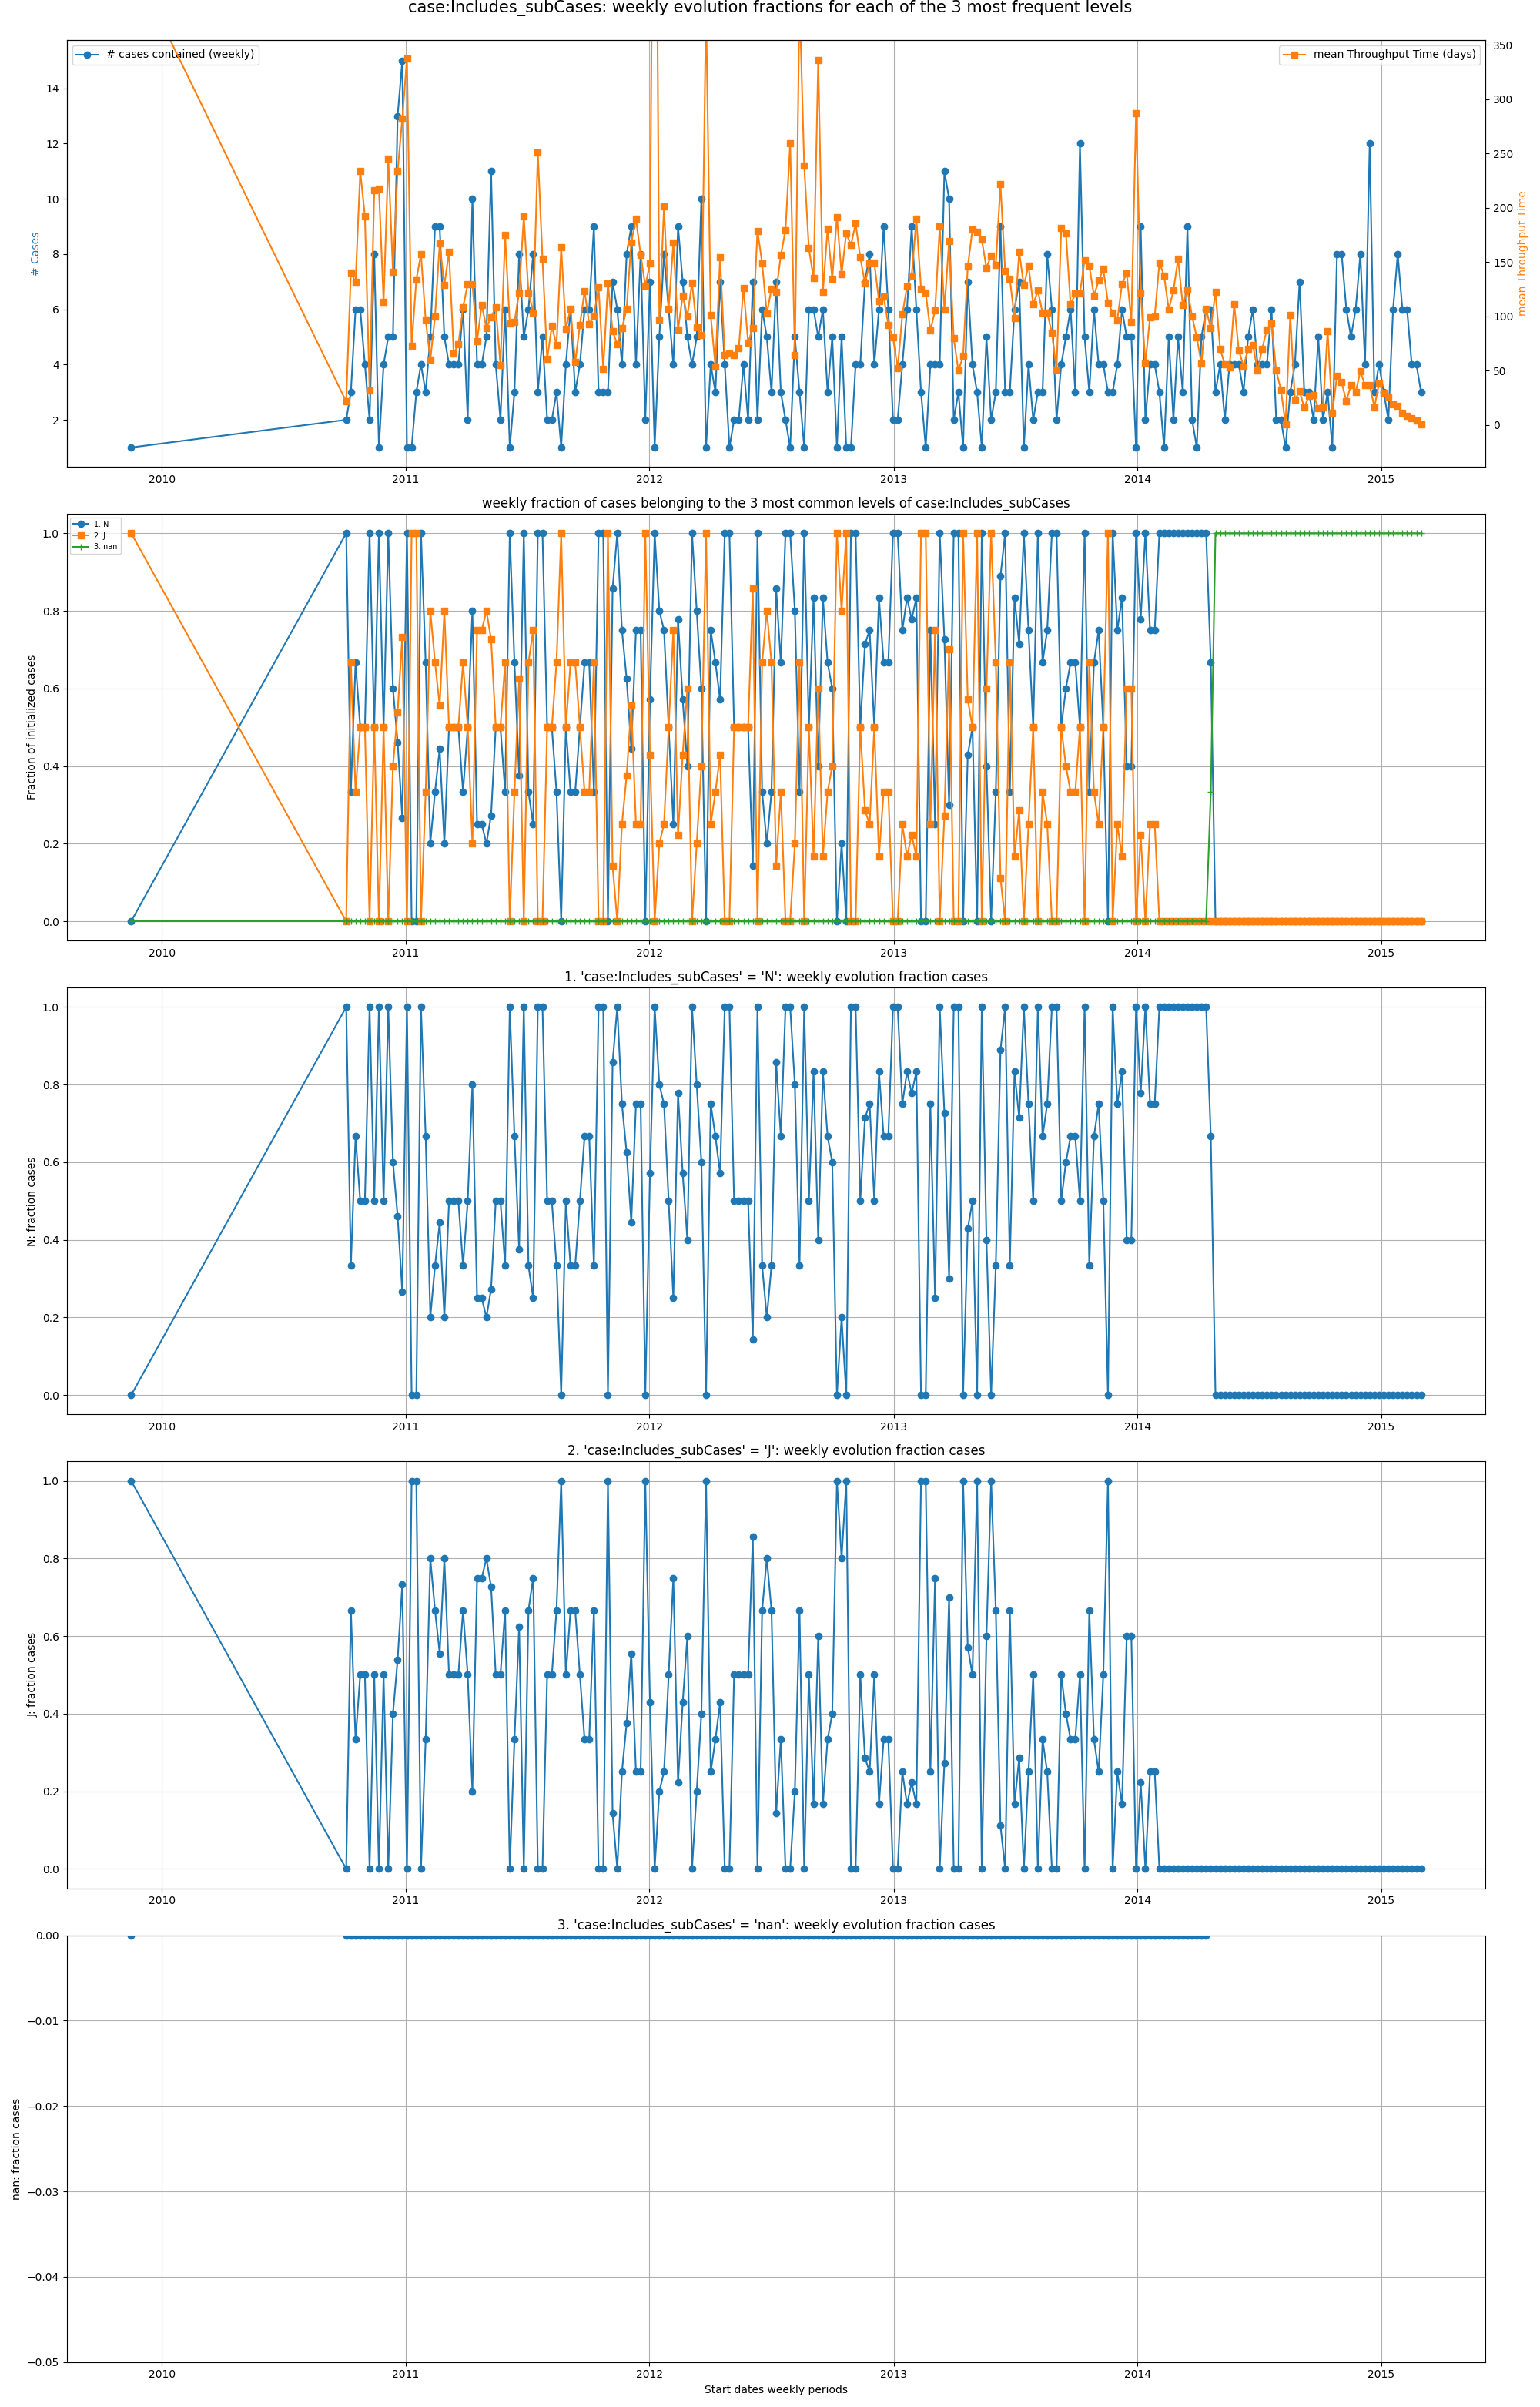 case:Includes_subCases: weekly evolution fractions for each of the 3 most frequent levels
# cases contained (weekly)
mean Throughput Time (days)
# Cases
mean Throughput Time
14
12
10
8
6
4
2
350
300
250
200
150
100
50
0
2010 2011 2012 2013 2014 2015
weekly fraction of cases belonging to the 3 most common levels of case:Includes_subCases
1. N
2. J
3. nan
Fraction of initialized cases
1.0
0.8
0.6
0.4
0.2
0.0
2010 2011 2012 2013 2014 2015
1. 'case:Includes_subCases' = 'N': weekly evolution fraction cases
N: fraction cases
1.0
0.8
0.6
0.4
0.2
0.0
2010 2011 2012 2013 2014 2015
2. 'case:Includes_subCases' = 'J': weekly evolution fraction cases
J: fraction cases
1.0
0.8
0.6
0.4
0.2
0.0
2010 2011 2012 2013 2014 2015
3. 'case:Includes_subCases' = 'nan': weekly evolution fraction cases
nan: fraction cases
0.00
−0.01
−0.02
−0.03
−0.04
−0.05
2010 2011 2012 2013 2014 2015
Start dates weekly periods